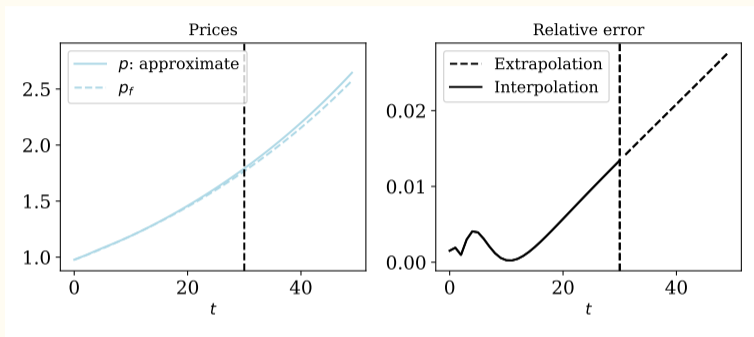 Prices
p: approximate
p_f
2.5
2.0
1.5
1.0
0
20
40
t
Relative error
Extrapolation
Interpolation
0.02
0.01
0.00
0
20
40
t